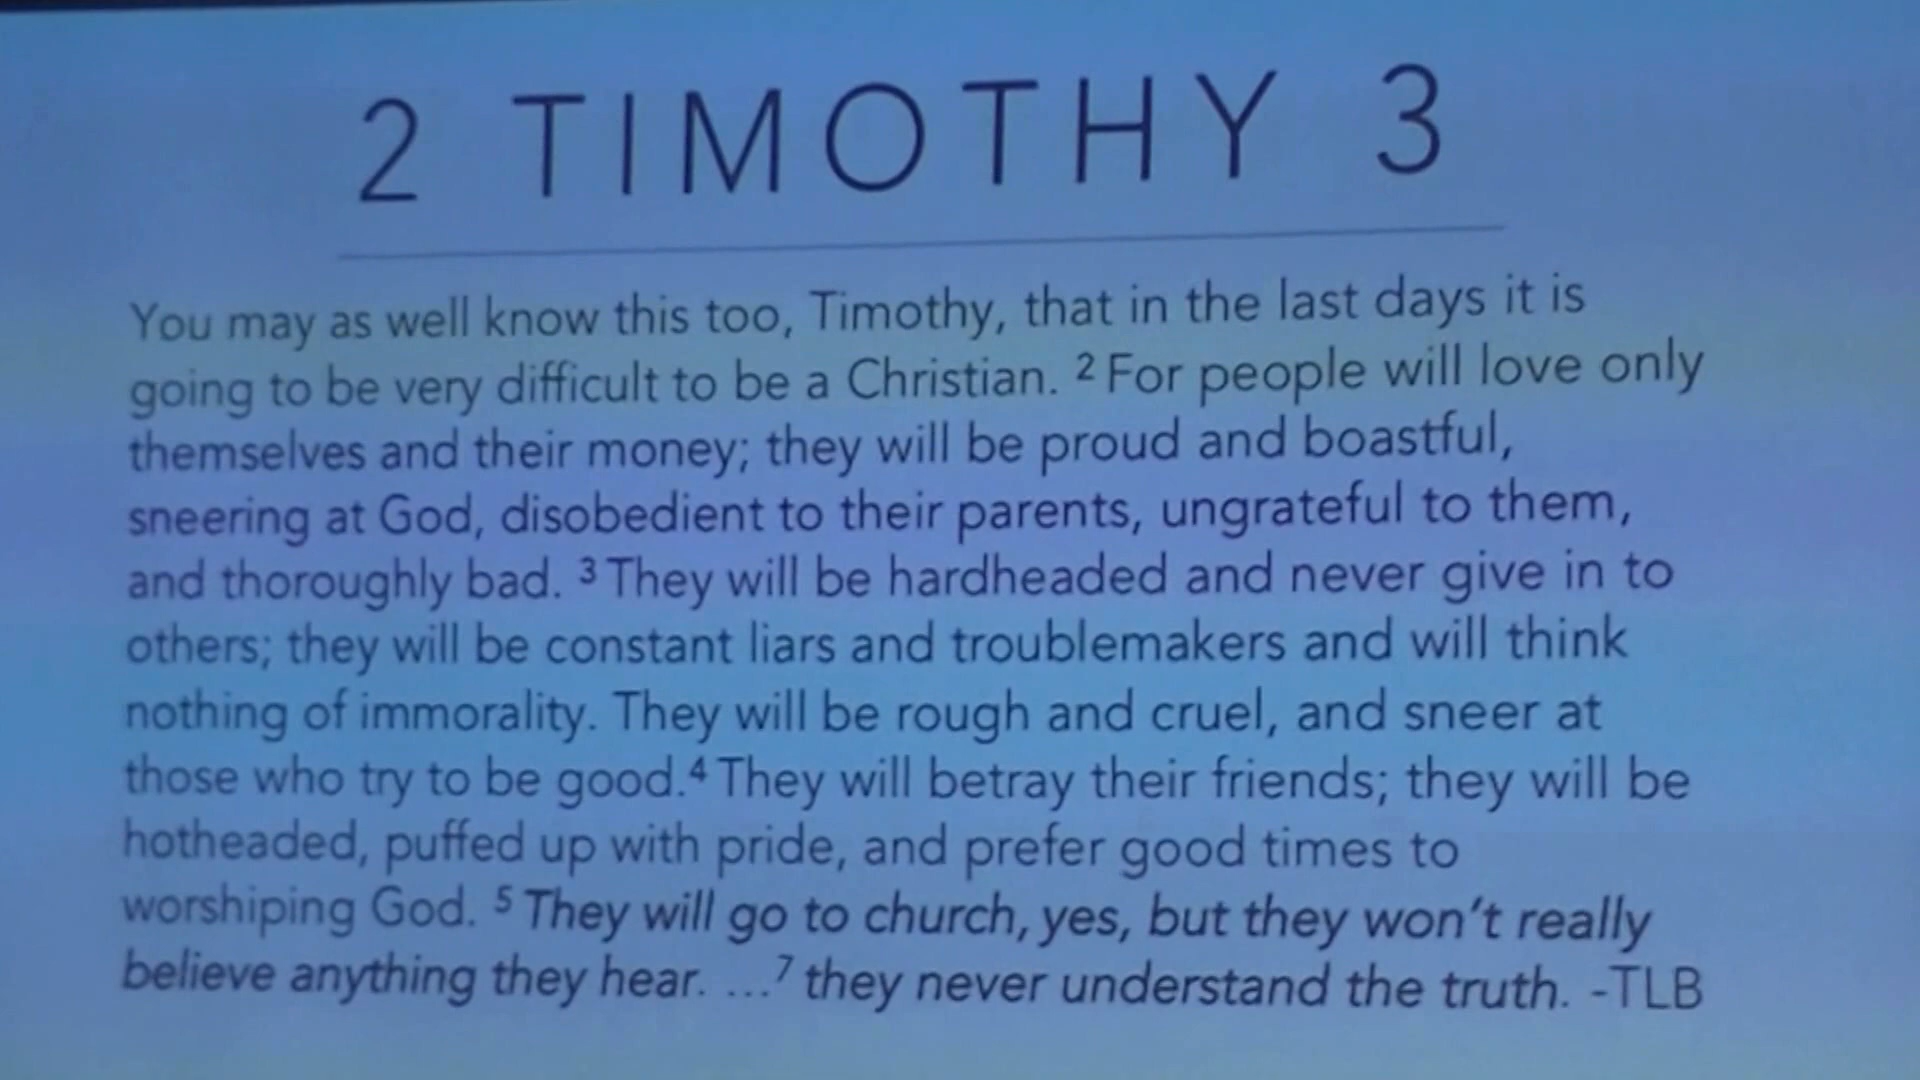 2 TIMOTHY 3
You may as well know this too, Timothy, that in the last days it is
going to be very difficult to be a Christian. ² For people will love only
themselves and their money; they will be proud and boastful,
sneering at God, disobedient to their parents, ungrateful to them,
and thoroughly bad. ³ They will be hardheaded and never give in to
others; they will be constant liars and troublemakers and will think
nothing of immorality. They will be rough and cruel, and sneer at
those who try to be good.⁴ They will betray their friends; they will be
hotheaded, puffed up with pride, and prefer good times to
worshiping God. ⁵ They will go to church, yes, but they won't really
believe anything they hear. ...⁷ they never understand the truth. -TLB